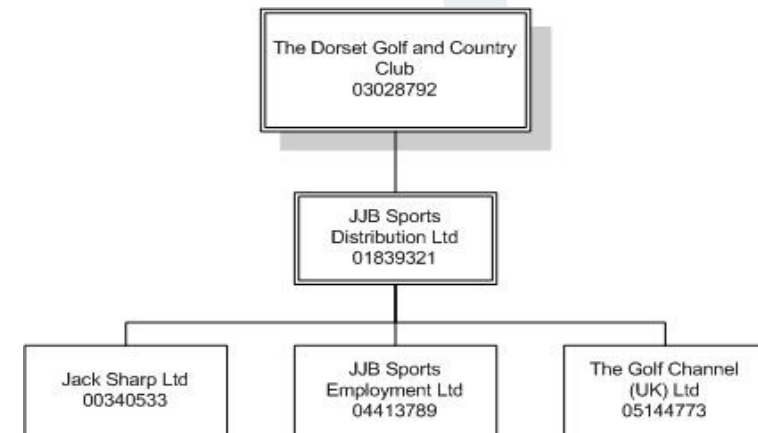 The Dorset Golf and Country
Club
03028792
JJB Sports
Distribution Ltd
01839321
Jack Sharp Ltd
00340533
JJB Sports
Employment Ltd
04413789
The Golf Channel
(UK) Ltd
05144773